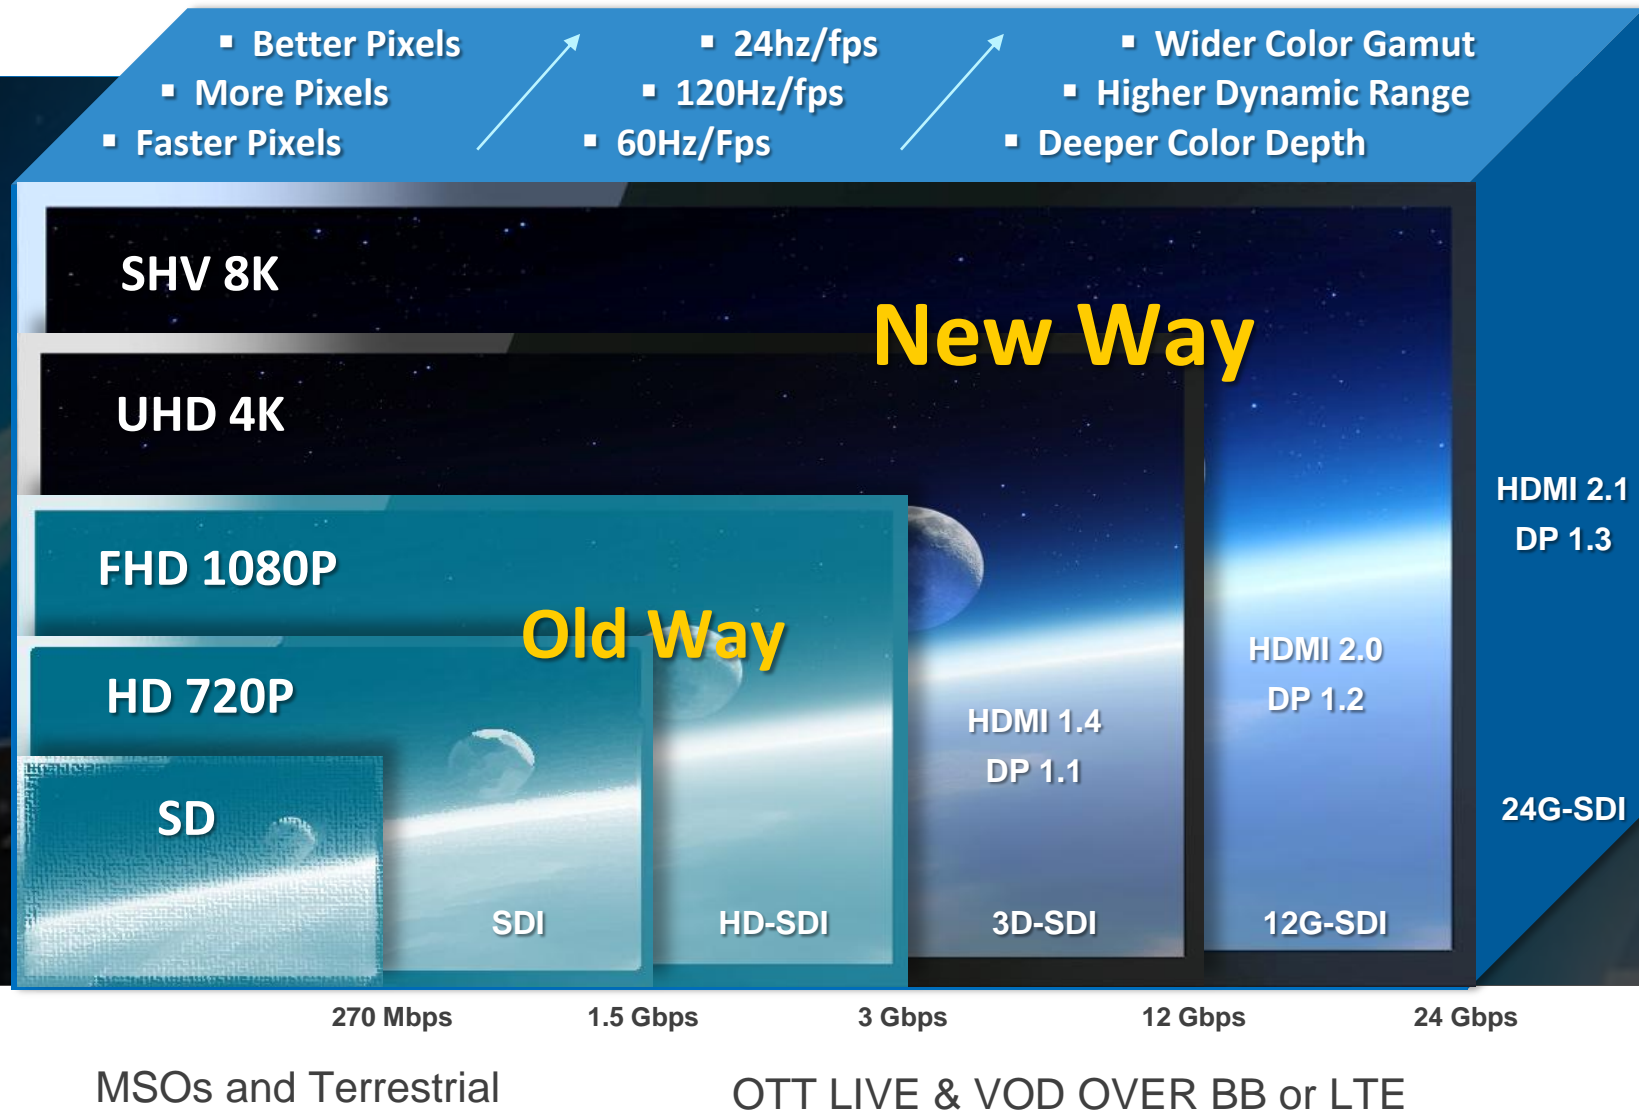 ▪ Better Pixels
▪ More Pixels
▪ Faster Pixels
▪ 24hz/fps
▪ 120Hz/fps
▪ 60Hz/Fps
▪ Wider Color Gamut
▪ Higher Dynamic Range
▪ Deeper Color Depth
SHV 8K
New Way
UHD 4K
FHD 1080P
Old Way
HD 720P
SD
HDMI 2.1
DP 1.3
HDMI 2.0
DP 1.2
HDMI 1.4
DP 1.1
24G-SDI
SDI
HD-SDI
3D-SDI
12G-SDI
270 Mbps
1.5 Gbps
3 Gbps
12 Gbps
24 Gbps
MSOs and Terrestrial
OTT LIVE & VOD OVER BB or LTE